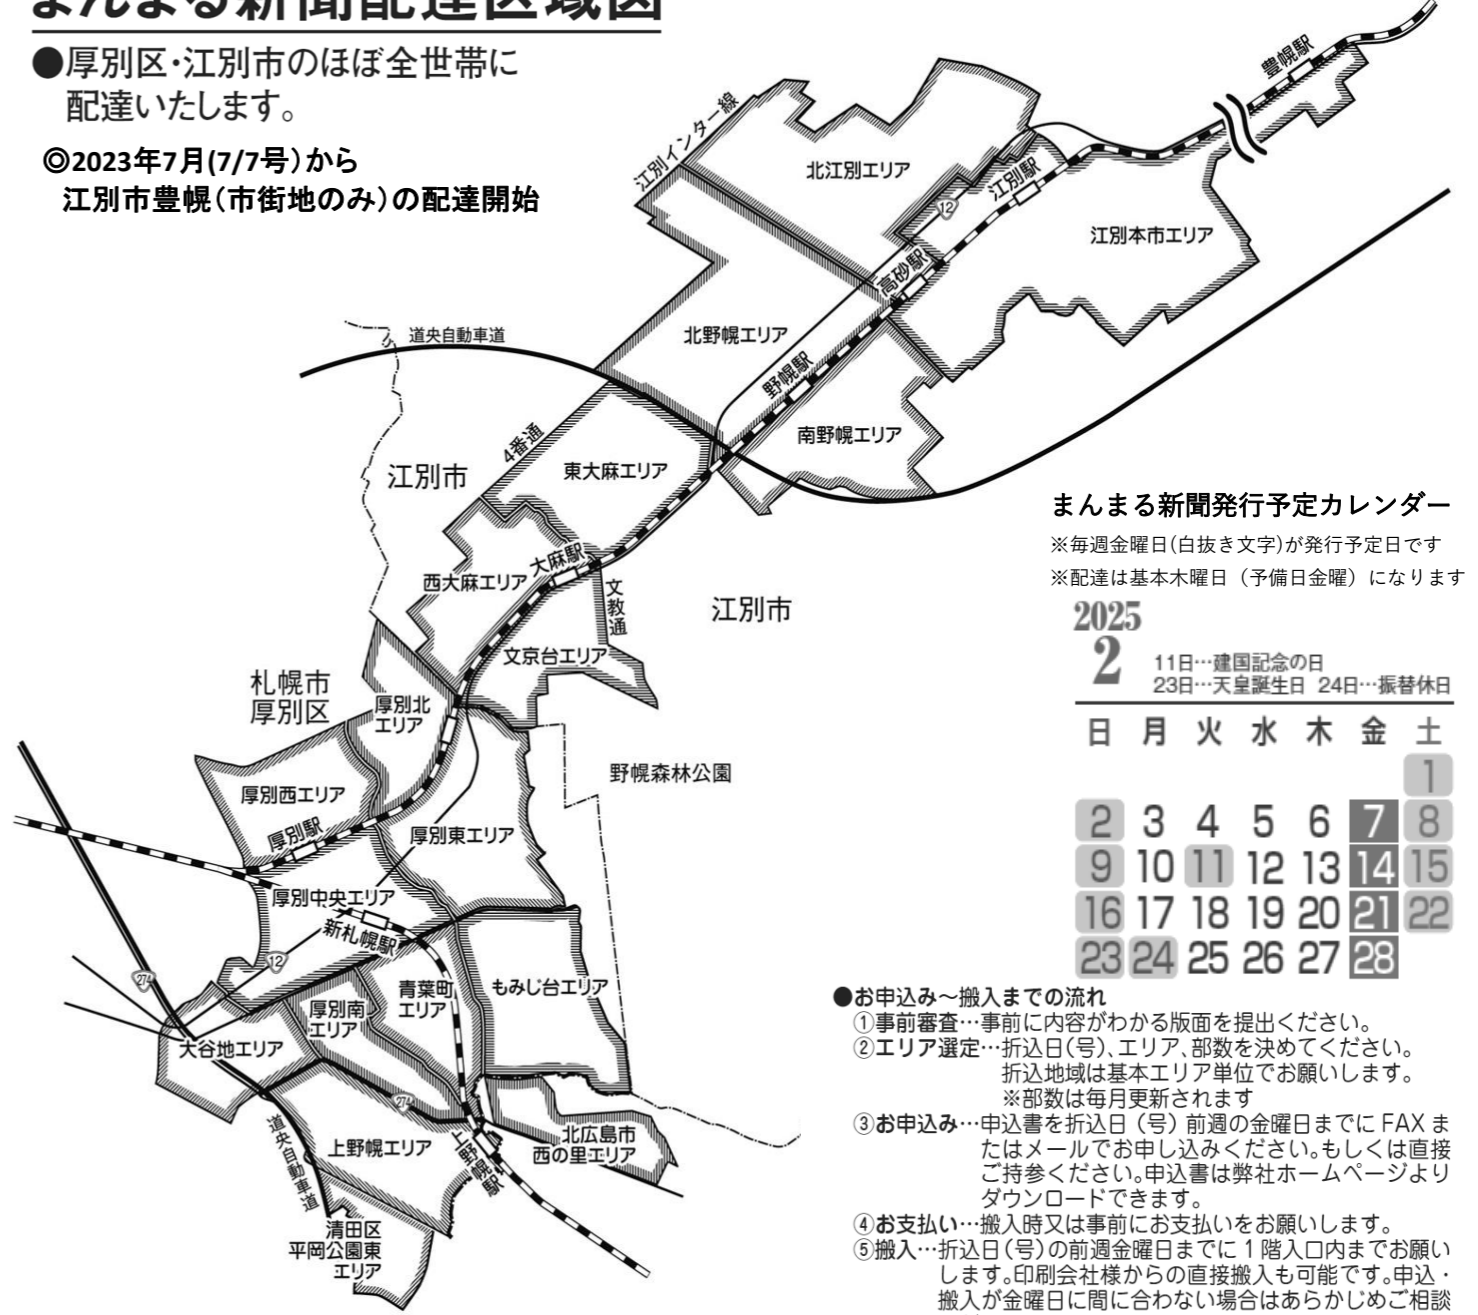 まんまる新聞配達区域図
●厚別区・江別市のほぼ全世帯に
配達いたします。
◎2023年7月(7/7号)から
江別市豊幌(市街地のみ)の配達開始
豊幌駅
江別インター線
北江別エリア
江別駅
12
江別本市エリア
高砂駅
北野幌エリア
道央自動車道
野幌駅
南野幌エリア
4番通
東大麻エリア
江別市
大麻駅
西大麻エリア
文教通
江別市
文京台エリア
札幌市
厚別区
厚別北
エリア
野幌森林公園
厚別西エリア
厚別駅
厚別東エリア
厚別中央エリア
新札幌駅
12
274
もみじ台エリア
青葉町
エリア
厚別南
エリア
大谷地エリア
274
道央自動車道
上野幌エリア
上野幌駅
北広島市
西の里エリア
清田区
平岡公園東
エリア
まんまる新聞発行予定カレンダー
※毎週金曜日(白抜き文字)が発行予定日です
※配達は基本木曜日(予備日金曜)になります
2025
2
11日…建国記念の日
23日…天皇誕生日 24日…振替休日
日 月 火 水 木 金 土
1
2 3 4 5 6 7 8
9 10 11 12 13 14 15
16 17 18 19 20 21 22
23 24 25 26 27 28
●お申込み～搬入までの流れ
①事前審査…事前に内容がわかる版面を提出ください。
②エリア選定…折込日(号)、エリア、部数を決めてください。
折込地域は基本エリア単位でお願いします。
※部数は毎月更新されます
③お申込み…申込書を折込日(号)前週の金曜日までに FAX ま
たはメールでお申し込みください。もしくは直接
ご持参ください。申込書は弊社ホームページより
ダウンロードできます。
④お支払い…搬入時又は事前にお支払いをお願いします。
⑤搬入…折込日(号)の前週金曜日までに 1 階入口内までお願い
します。印刷会社様からの直接搬入も可能です。申込・
搬入が金曜日に間に合わない場合はあらかじめご相談